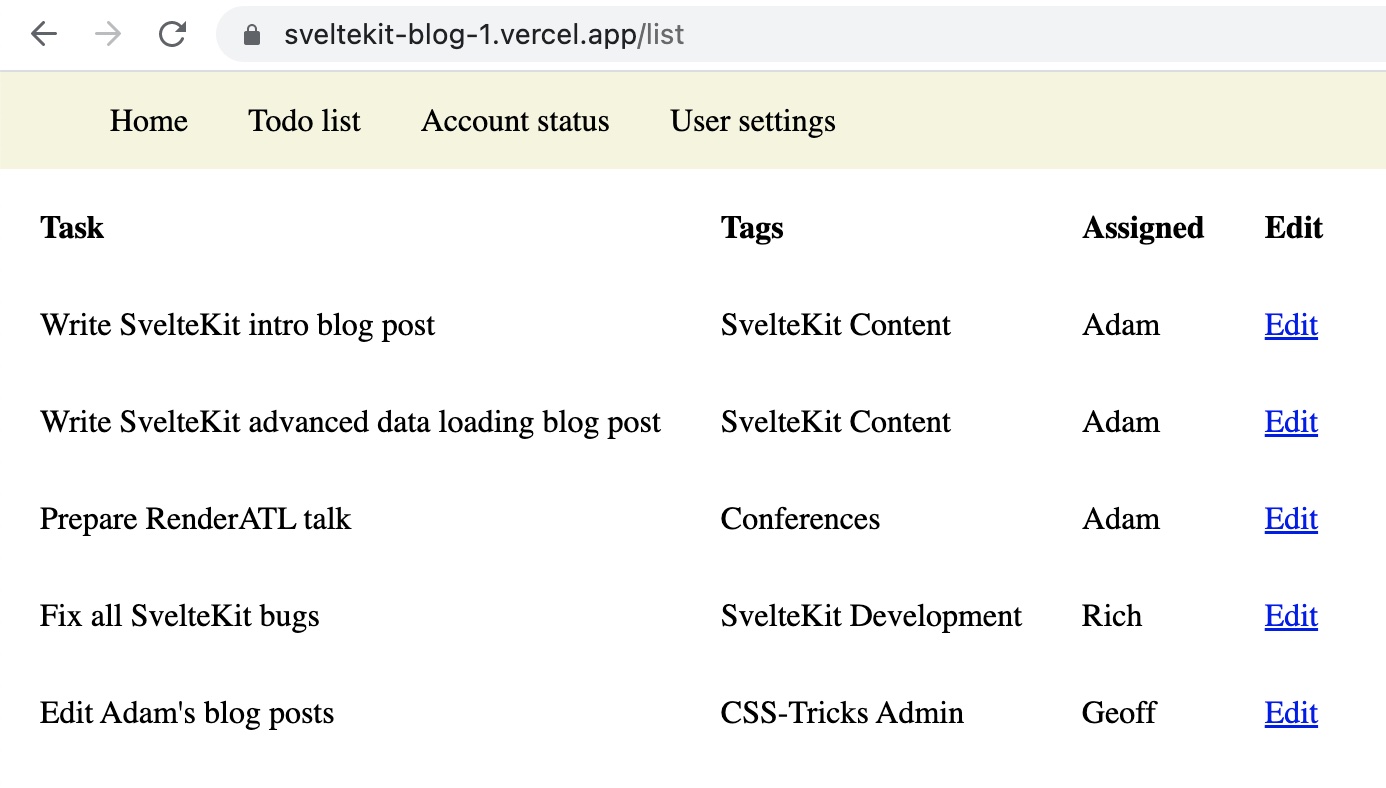 sveltekit-blog-1.vercel.app/list
Home Todo list Account status User settings
Task Tags Assigned Edit
Write SvelteKit intro blog post SvelteKit Content Adam Edit
Write SvelteKit advanced data loading blog post SvelteKit Content Adam Edit
Prepare RenderATL talk Conferences Adam Edit
Fix all SvelteKit bugs SvelteKit Development Rich Edit
Edit Adam's blog posts CSS-Tricks Admin Geoff Edit